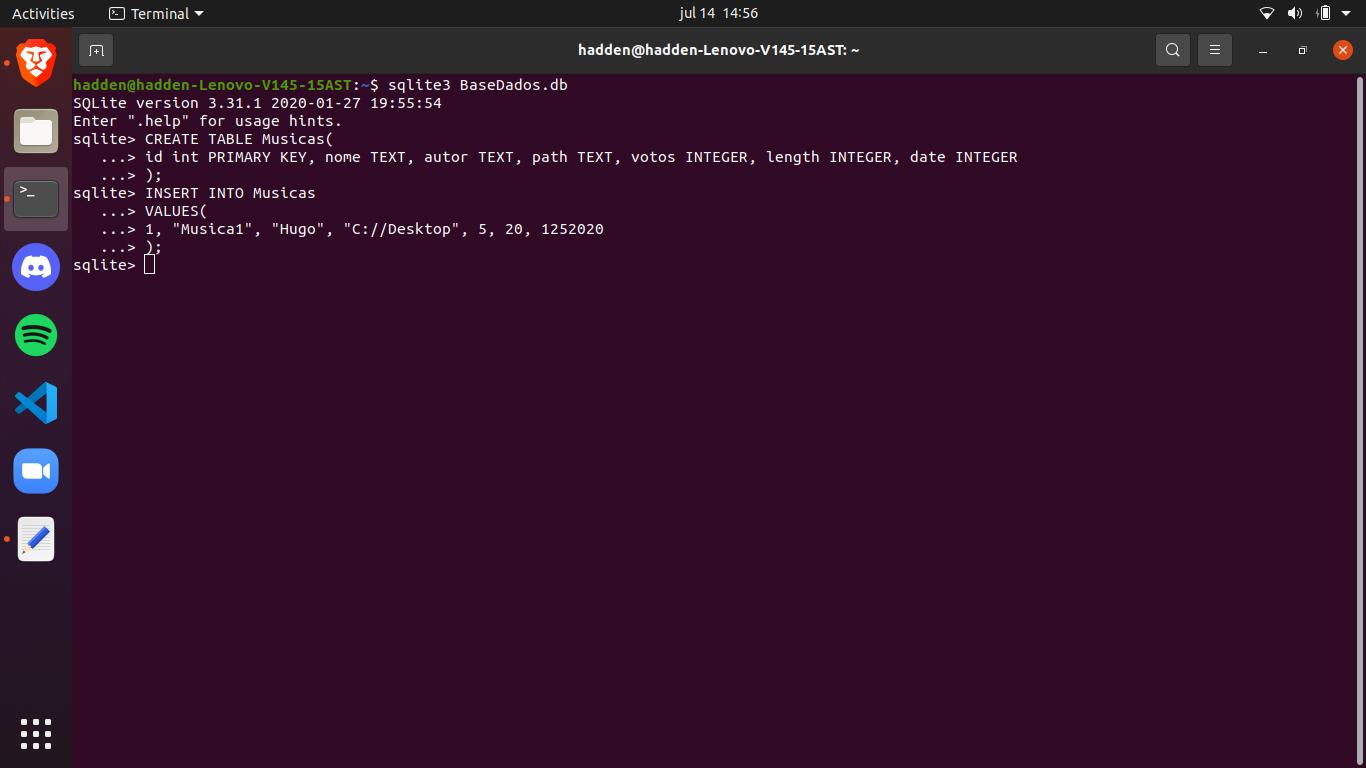 Activities
Terminal
jul 14 14:56
hadden@hadden-Lenovo-V145-15AST: ~
hadden@hadden-Lenovo-V145-15AST:~$ sqlite3 BaseDados.db
SQLite version 3.31.1 2020-01-27 19:55:54
Enter ".help" for usage hints.
sqlite> CREATE TABLE Musicas(
   ...> id int PRIMARY KEY, nome TEXT, autor TEXT, path TEXT, votos INTEGER, length INTEGER, date INTEGER
   ...> );
sqlite> INSERT INTO Musicas
   ...> VALUES(
   ...> 1, "Musica1", "Hugo", "C://Desktop", 5, 20, 1252020
   ...> );
sqlite>